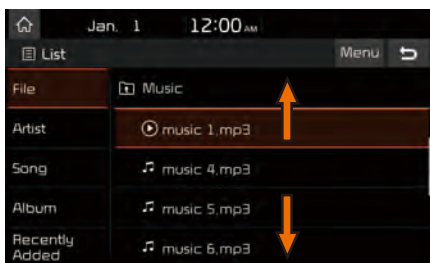 Jan. 1 12:00 AM
List Menu
File Music
Artist music 1.mp3
Song music 4.mp3
Album music 5.mp3
Recently
Added music 6.mp3